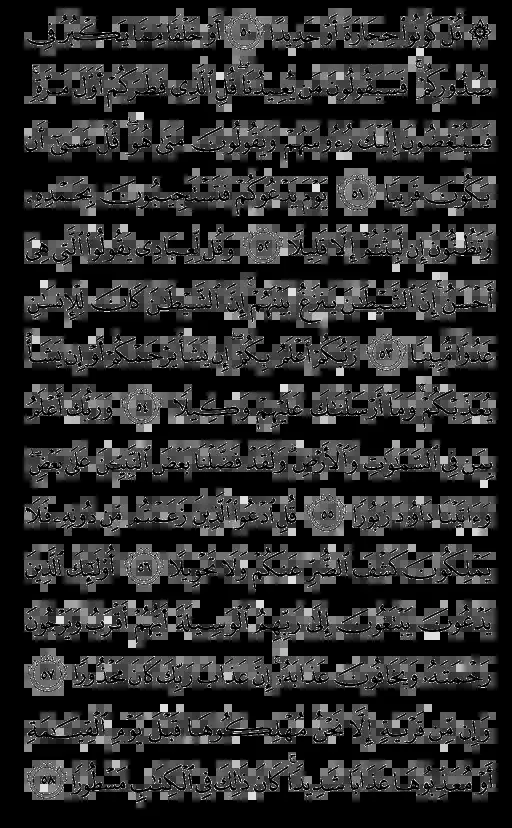 ۞ قُلْ كُونُوا۟ حِجَارَةً أَوْ حَدِيدًا ٥٠ أَوْ خَلْقًا مِّمَّا يَكْبُرُ فِى
صُدُورِكُمْ ۚ فَسَيَقُولُونَ مَن يُعِيدُنَا ۖ قُلِ ٱلَّذِى فَطَرَكُمْ أَوَّلَ مَرَّةٍ ۚ
فَسَيُنْغِضُونَ إِلَيْكَ رُءُوسَهُمْ وَيَقُولُونَ مَتَىٰ هُوَ ۖ قُلْ عَسَىٰٓ أَن
يَكُونَ قَرِيبًا ٥١ يَوْمَ يَدْعُوكُمْ فَتَسْتَجِيبُونَ بِحَمْدِهِۦ
وَتَظُنُّونَ إِن لَّبِثْتُمْ إِلَّا قَلِيلًا ٥٢ وَقُل لِّعِبَادِى يَقُولُوا۟ ٱلَّتِى هِىَ
أَحْسَنُ ۚ إِنَّ ٱلشَّيْطَٰنَ يَنزَغُ بَيْنَهُمْ ۚ إِنَّ ٱلشَّيْطَٰنَ كَانَ لِلْإِنسَٰنِ
عَدُوًّا مُّبِينًا ٥٣ رَّبُّكُمْ أَعْلَمُ بِكُمْ ۖ إِن يَشَأْ يَرْحَمْكُمْ أَوْ إِن يَشَأْ
يُعَذِّبْكُمْ ۚ وَمَآ أَرْسَلْنَٰكَ عَلَيْهِمْ وَكِيلًا ٥٤ وَرَبُّكَ أَعْلَمُ
بِمَن فِى ٱلسَّمَٰوَٰتِ وَٱلْأَرْضِ ۗ وَلَقَدْ فَضَّلْنَا بَعْضَ ٱلنَّبِيِّۦنَ عَلَىٰ بَعْضٍ ۖ
وَءَاتَيْنَا دَاوُۥدَ زَبُورًا ٥٥ قُلِ ٱدْعُوا۟ ٱلَّذِينَ زَعَمْتُم مِّن دُونِهِۦ فَلَا
يَمْلِكُونَ كَشْفَ ٱلضُّرِّ عَنكُمْ وَلَا تَحْوِيلًا ٥٦ أُو۟لَٰٓئِكَ ٱلَّذِينَ
يَدْعُونَ يَبْتَغُونَ إِلَىٰ رَبِّهِمُ ٱلْوَسِيلَةَ أَيُّهُمْ أَقْرَبُ وَيَرْجُونَ
رَحْمَتَهُۥ وَيَخَافُونَ عَذَابَهُۥٓ ۚ إِنَّ عَذَابَ رَبِّكَ كَانَ مَحْذُورًا ٥٧
وَإِن مِّن قَرْيَةٍ إِلَّا نَحْنُ مُهْلِكُوهَا قَبْلَ يَوْمِ ٱلْقِيَٰمَةِ
أَوْ مُعَذِّبُوهَا عَذَابًا شَدِيدًا ۚ كَانَ ذَٰلِكَ فِى ٱلْكِتَٰبِ مَسْطُورًا ٥٨